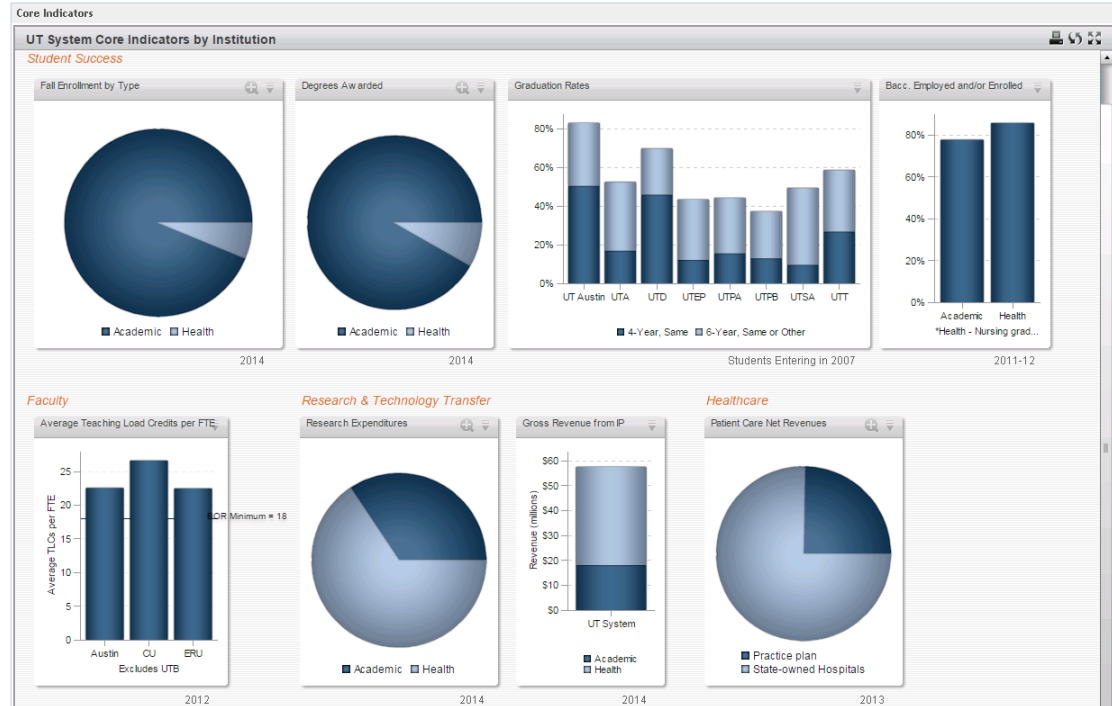 Core Indicators
UT System Core Indicators by Institution
Student Success
Fall Enrollment by Type
Academic Health
2014
Degrees Awarded
Academic Health
2014
Graduation Rates
80%
60%
40%
20%
0%
UT Austin UTA UTD UTEP UTPA UTPB UTSA UTT
4-Year, Same 6-Year, Same or Other
Students Entering in 2007
Bacc. Employed and/or Enrolled
80%
60%
40%
20%
0%
Academic Health
*Health - Nursing grad...
2011-12
Faculty
Average Teaching Load Credits per FTE
Average TLCs per FTE
25
20
15
10
5
0
BOR Minimum = 18
Austin CU ERU
Excludes UTB
2012
Research & Technology Transfer
Research Expenditures
Academic Health
2014
Gross Revenue from IP
Revenue (millions)
$60
$50
$40
$30
$20
$10
$0
UT System
Academic
Health
2014
Healthcare
Patient Care Net Revenues
Practice plan
State-owned Hospitals
2013